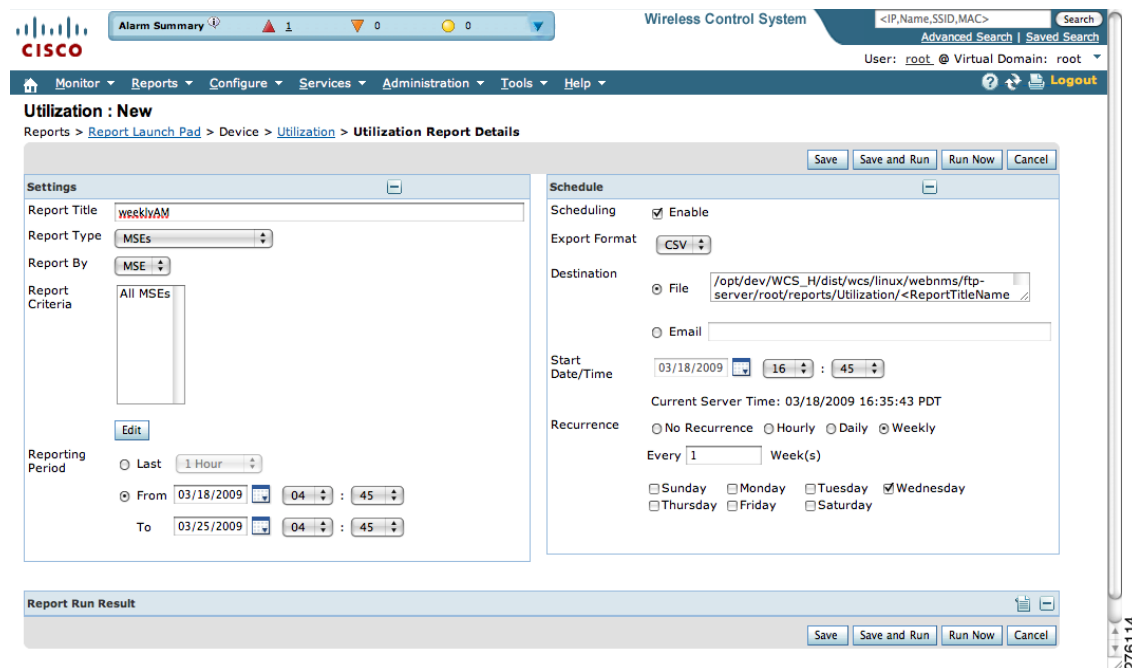 Alarm Summary 1 0 0
Wireless Control System
<IP,Name,SSID,MAC> Search
Advanced Search | Saved Search
CISCO
User: root @ Virtual Domain: root
Monitor Reports Configure Services Administration Tools Help Logout
Utilization : New
Reports > Report Launch Pad > Device > Utilization > Utilization Report Details
Save Save and Run Run Now Cancel
Settings
Report Title weeklyAM
Report Type MSEs
Report By MSE
Report Criteria All MSEs
Edit
Reporting Period
Last 1 Hour
From 03/18/2009 04 : 45
To 03/25/2009 04 : 45
Schedule
Scheduling Enable
Export Format CSV
Destination
File /opt/dev/WCS_H/dist/wcs/linux/webnms/ftp-
server/root/reports/Utilization/<ReportTitleName
Email
Start Date/Time 03/18/2009 16 : 45
Current Server Time: 03/18/2009 16:35:43 PDT
Recurrence No Recurrence Hourly Daily Weekly
Every 1 Week(s)
Sunday Monday Tuesday Wednesday
Thursday Friday Saturday
Report Run Result
Save Save and Run Run Now Cancel
276114